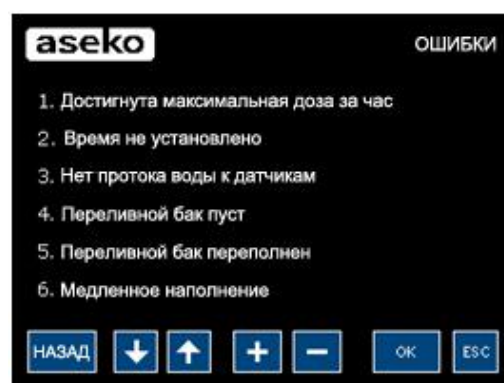 aseko
ОШИБКИ
1. Достигнута максимальная доза за час
2. Время не установлено
3. Нет протока воды к датчикам
4. Переливной бак пуст
5. Переливной бак переполнен
6. Медленное наполнение
НАЗАД + − OK ESC